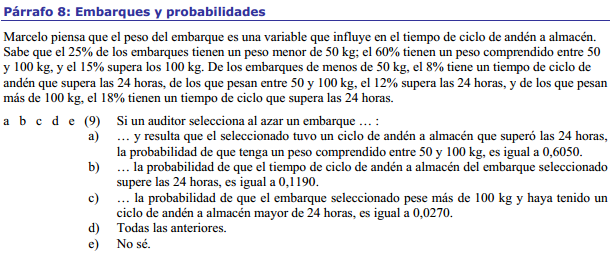 Párrafo 8: Embarques y probabilidades
Marcelo piensa que el peso del embarque es una variable que influye en el tiempo de ciclo de andén a almacén.
Sabe que el 25% de los embarques tienen un peso menor de 50 kg; el 60% tienen un peso comprendido entre 50
y 100 kg, y el 15% supera los 100 kg. De los embarques de menos de 50 kg, el 8% tiene un tiempo de ciclo de
andén que supera las 24 horas, de los que pesan entre 50 y 100 kg, el 12% supera las 24 horas, y de los que pesan
más de 100 kg, el 18% tienen un tiempo de ciclo que supera las 24 horas.
a b c d e (9) Si un auditor selecciona al azar un embarque … :
a) … y resulta que el seleccionado tuvo un ciclo de andén a almacén que superó las 24 horas,
la probabilidad de que tenga un peso comprendido entre 50 y 100 kg, es igual a 0,6050.
b) … la probabilidad de que el tiempo de ciclo de andén a almacén del embarque seleccionado
supere las 24 horas, es igual a 0,1190.
c) … la probabilidad de que el embarque seleccionado pese más de 100 kg y haya tenido un
ciclo de andén a almacén mayor de 24 horas, es igual a 0,0270.
d) Todas las anteriores.
e) No sé.